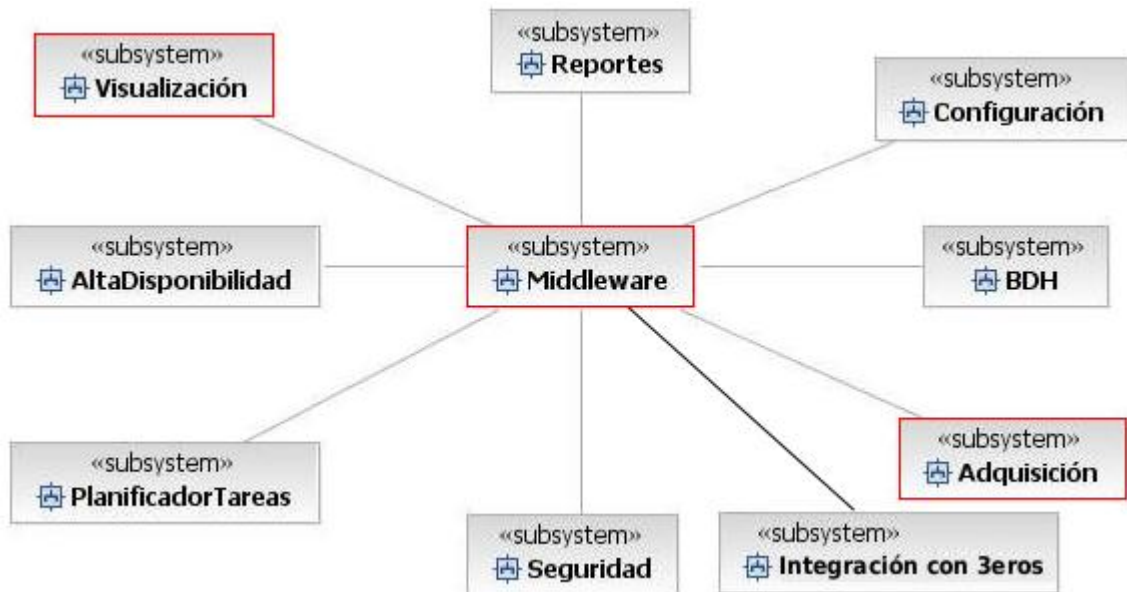 «subsystem»
Reportes
«subsystem»
Visualización
«subsystem»
Configuración
«subsystem»
AltaDisponibilidad
«subsystem»
Middleware
«subsystem»
BDH
«subsystem»
Adquisición
«subsystem»
PlanificadorTareas
«subsystem»
Seguridad
«subsystem»
Integración con 3eros